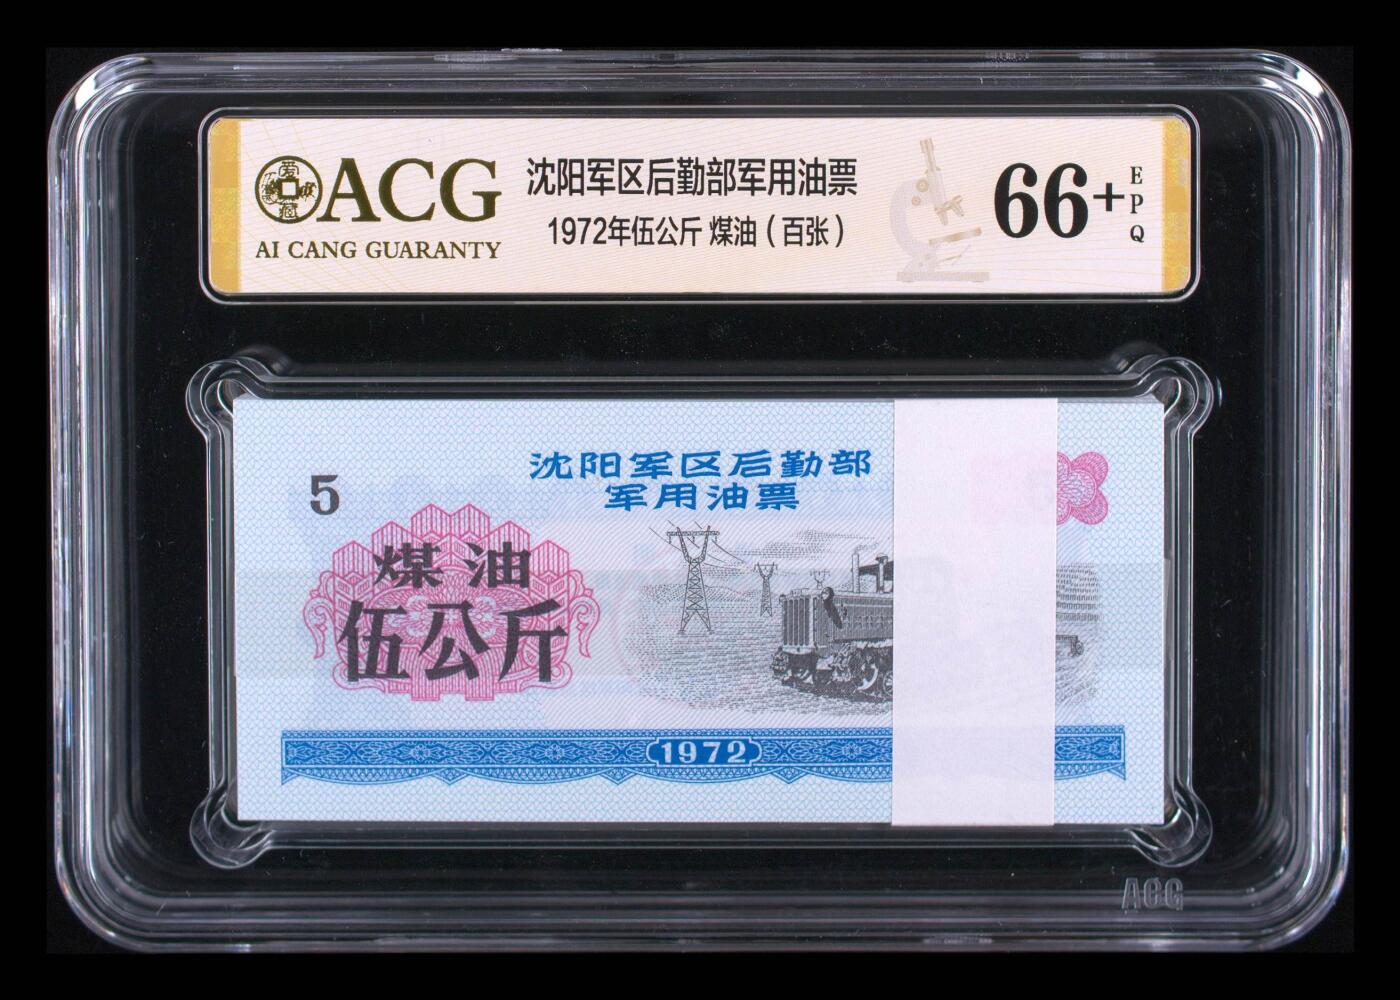 ACG
AI CANG GUARANTY
沈阳军区后勤部军用油票
1972年伍公斤 煤油（百张）
66+
EPQ
沈阳军区后勤部
军用油票
5
煤油
伍公斤
1972
ACG